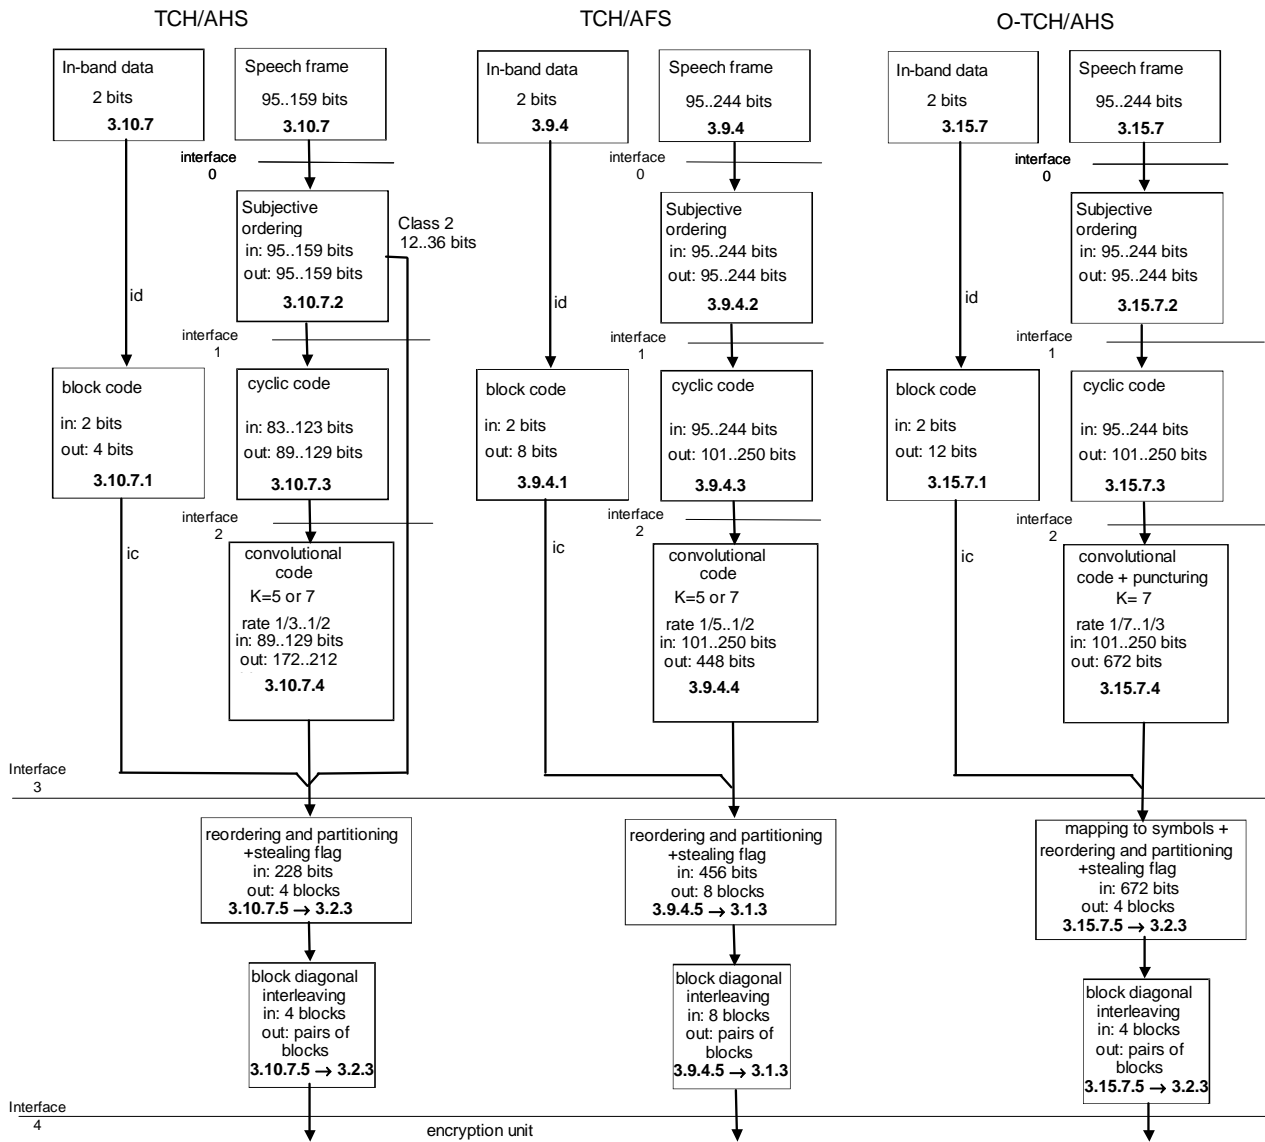 TCH/AHS
In-band data
2 bits
3.10.7
Speech frame
95..159 bits
3.10.7
interface
0
Subjective
ordering
in: 95..159 bits
out: 95..159 bits
3.10.7.2
Class 2
12..36 bits
id
interface
1
block code
in: 2 bits
out: 4 bits
3.10.7.1
cyclic code
in: 83..123 bits
out: 89..129 bits
3.10.7.3
interface
2
ic
convolutional
code
K=5 or 7
rate 1/3..1/2
in: 89..129 bits
out: 172..212
3.10.7.4
Interface
3
reordering and partitioning
+stealing flag
in: 228 bits
out: 4 blocks
3.10.7.5 → 3.2.3
block diagonal
interleaving
in: 4 blocks
out: pairs of
blocks
3.10.7.5 → 3.2.3
Interface
4
TCH/AFS
In-band data
2 bits
3.9.4
Speech frame
95..244 bits
3.9.4
interface
0
Subjective
ordering
in: 95..244 bits
out: 95..244 bits
3.9.4.2
id
interface
1
block code
in: 2 bits
out: 8 bits
3.9.4.1
cyclic code
in: 95..244 bits
out: 101..250 bits
3.9.4.3
interface
2
ic
convolutional
code
K=5 or 7
rate 1/5..1/2
in: 101..250 bits
out: 448 bits
3.9.4.4
reordering and partitioning
+stealing flag
in: 456 bits
out: 8 blocks
3.9.4.5 → 3.1.3
block diagonal
interleaving
in: 8 blocks
out: pairs of
blocks
3.9.4.5 → 3.1.3
encryption unit
O-TCH/AHS
In-band data
2 bits
3.15.7
Speech frame
95..244 bits
3.15.7
interface
0
Subjective
ordering
in: 95..244 bits
out: 95..244 bits
3.15.7.2
id
interface
1
block code
in: 2 bits
out: 12 bits
3.15.7.1
cyclic code
in: 95..244 bits
out: 101..250 bits
3.15.7.3
interface
2
ic
convolutional
code + puncturing
K= 7
rate 1/7..1/3
in: 101..250 bits
out: 672 bits
3.15.7.4
mapping to symbols +
reordering and partitioning
+stealing flag
in: 672 bits
out: 4 blocks
3.15.7.5 → 3.2.3
block diagonal
interleaving
in: 4 blocks
out: pairs of
blocks
3.15.7.5 → 3.2.3